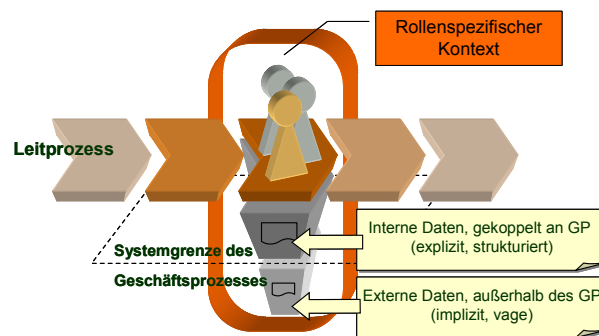 Rollenspezifischer
Kontext
Leitprozess
Interne Daten, gekoppelt an GP
(explizit, strukturiert)
Systemgrenze des
Geschäftsprozesses
Externe Daten, außerhalb des GP
(implizit, vage)